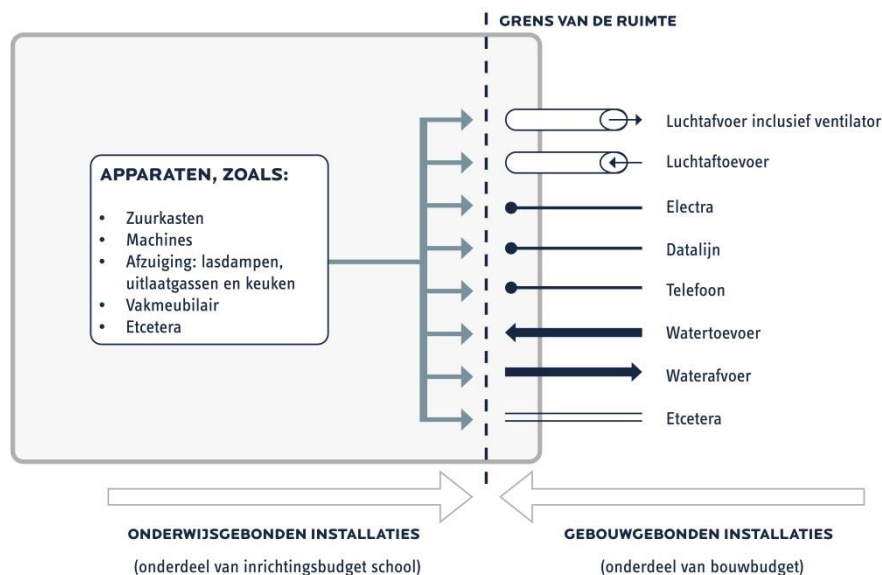 GRENS VAN DE RUIMTE
APPARATEN, ZOALS:
• Zuurkasten
• Machines
• Afzuiging: lasdampen,
uitlaatgassen en keuken
• Vakmeubilair
• Etcetera
Luchtafvoer inclusief ventilator
Luchtaftoevoer
Electra
Datalijn
Telefoon
Watertoevoer
Waterafvoer
Etcetera
ONDERWIJSGEBONDEN INSTALLATIES
(onderdeel van inrichtingsbudget school)
GEBOUWGEBONDEN INSTALLATIES
(onderdeel van bouwbudget)